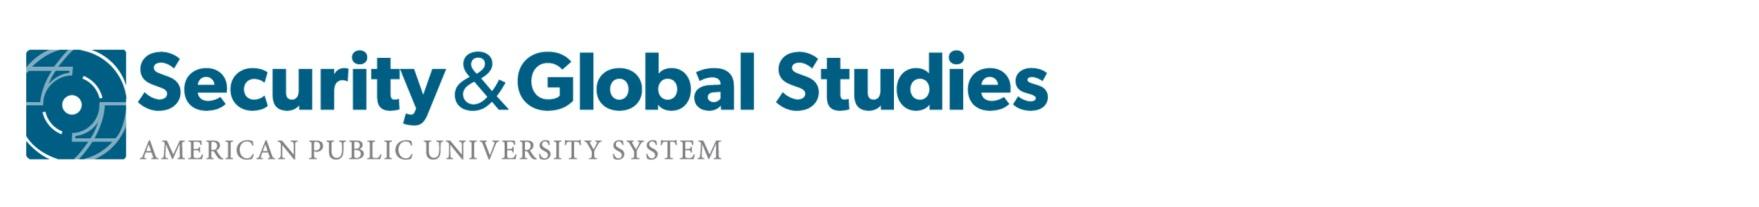 Security & Global Studies
AMERICAN PUBLIC UNIVERSITY SYSTEM